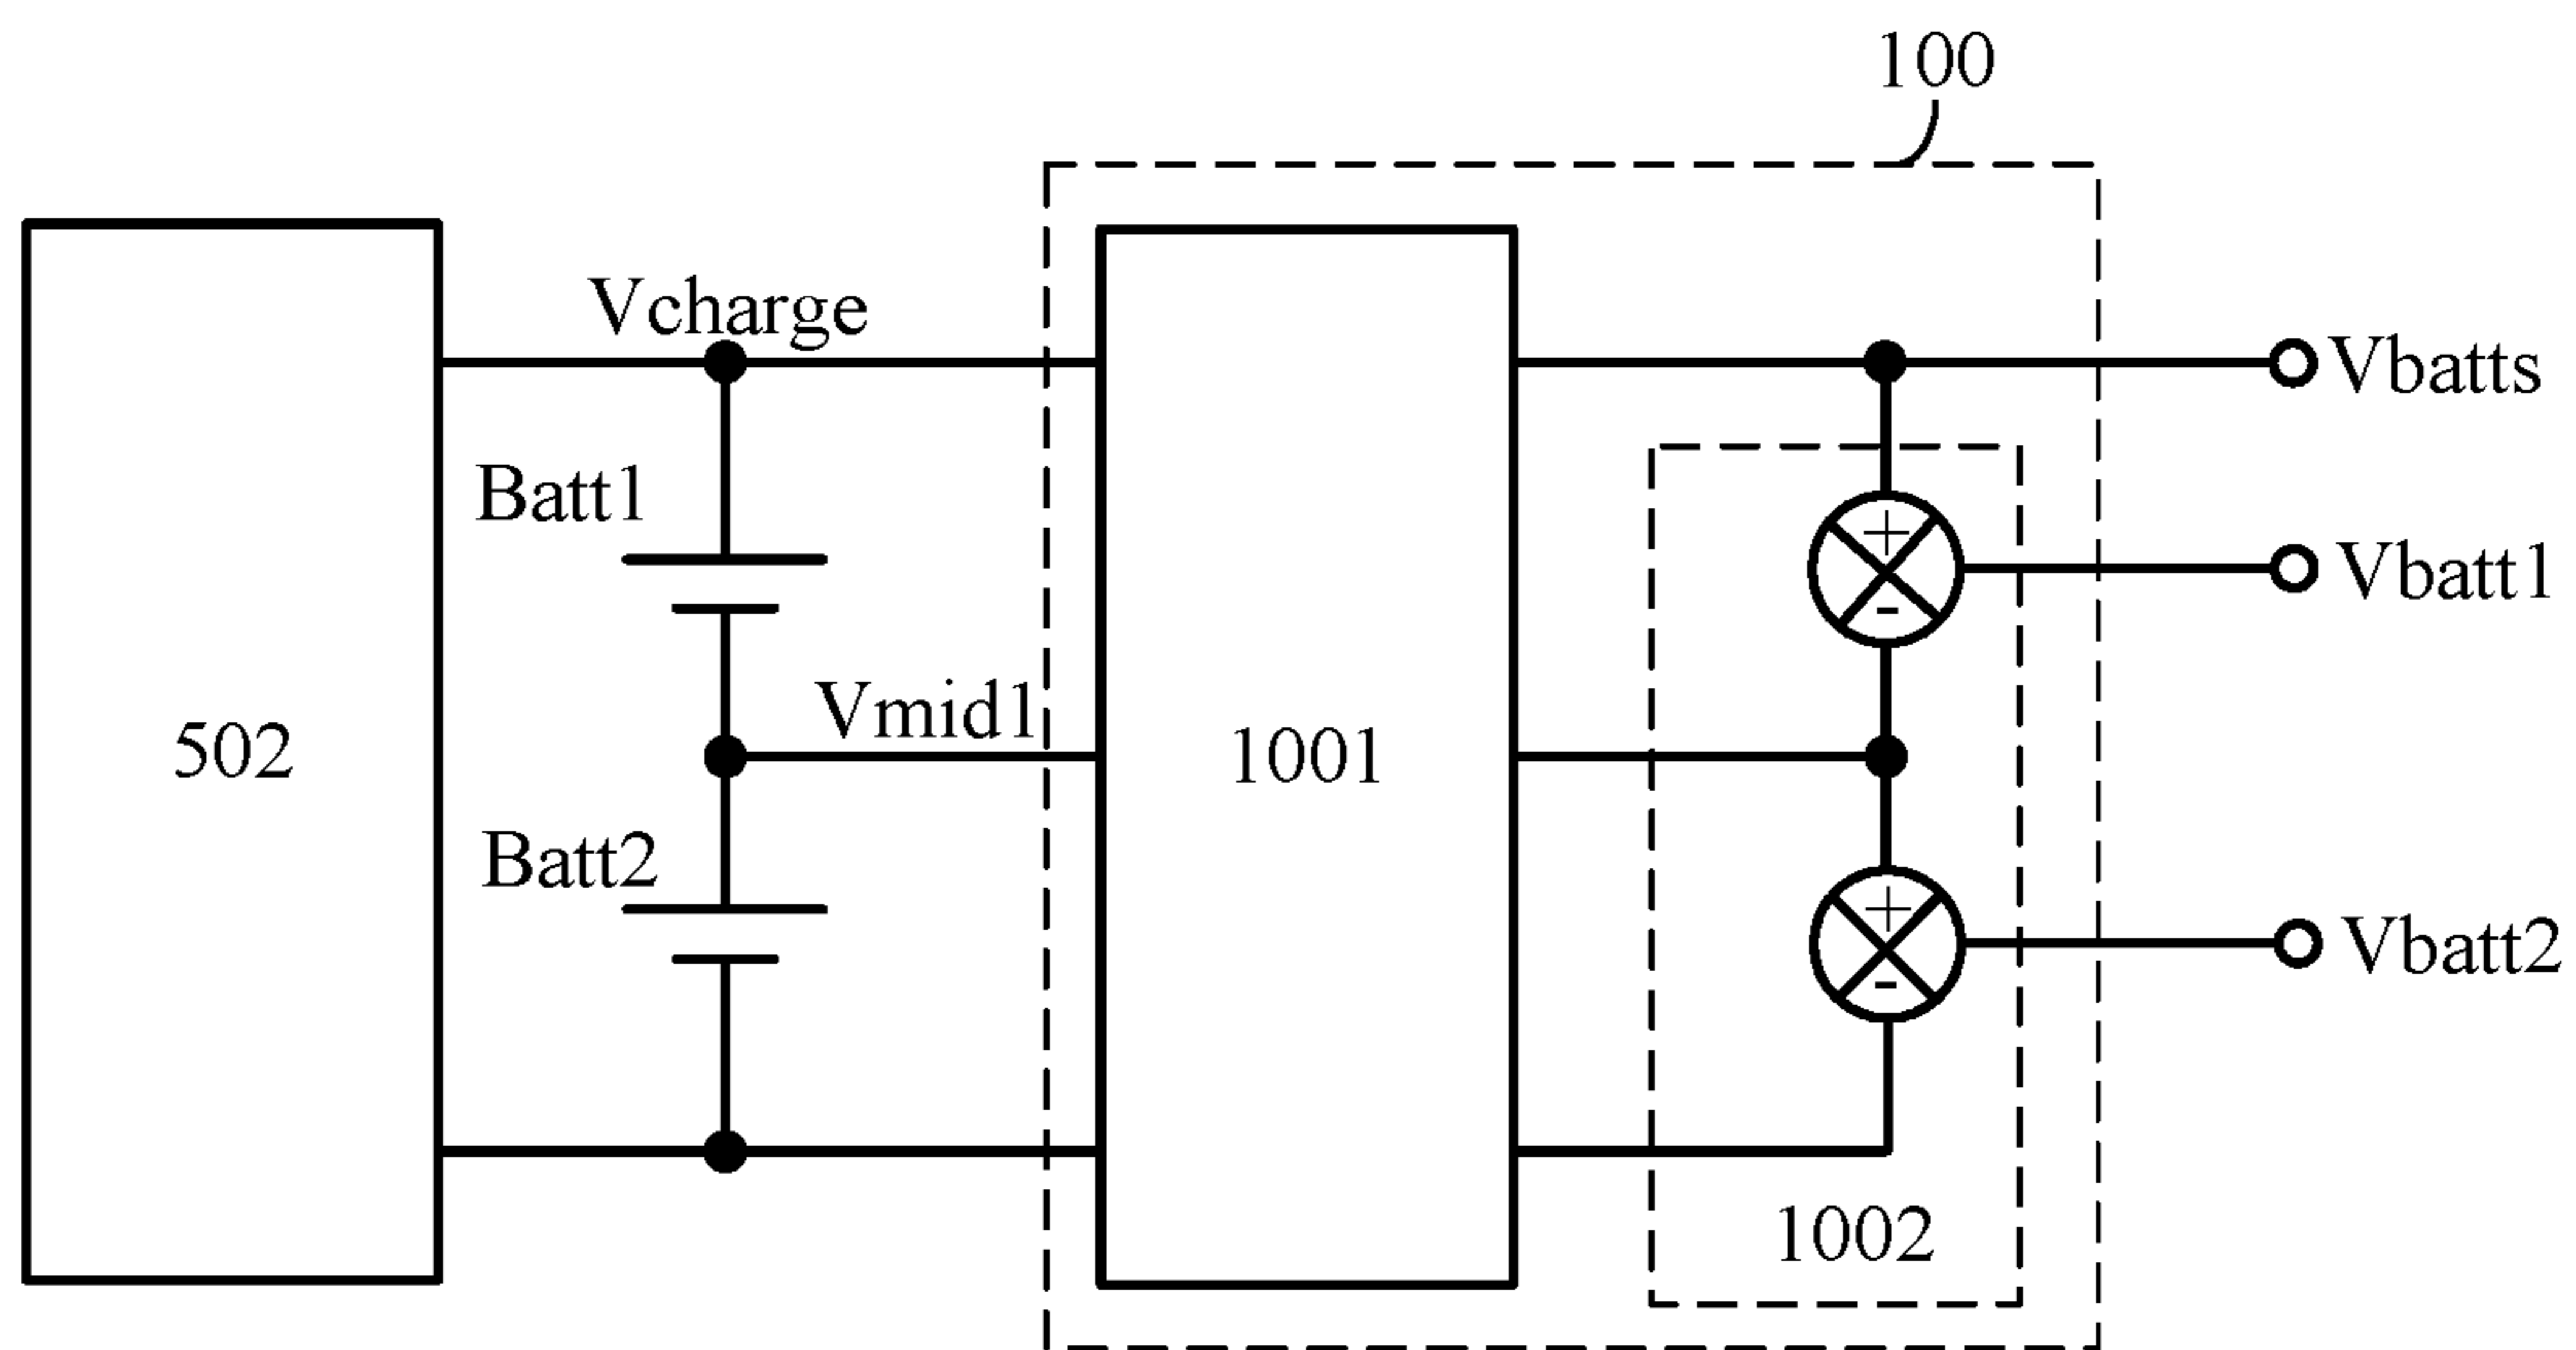 100
Vcharge
Vbatts
Batt1
+
Vbatt1
-
Vmid1
502
1001
Batt2
+
Vbatt2
-
1002